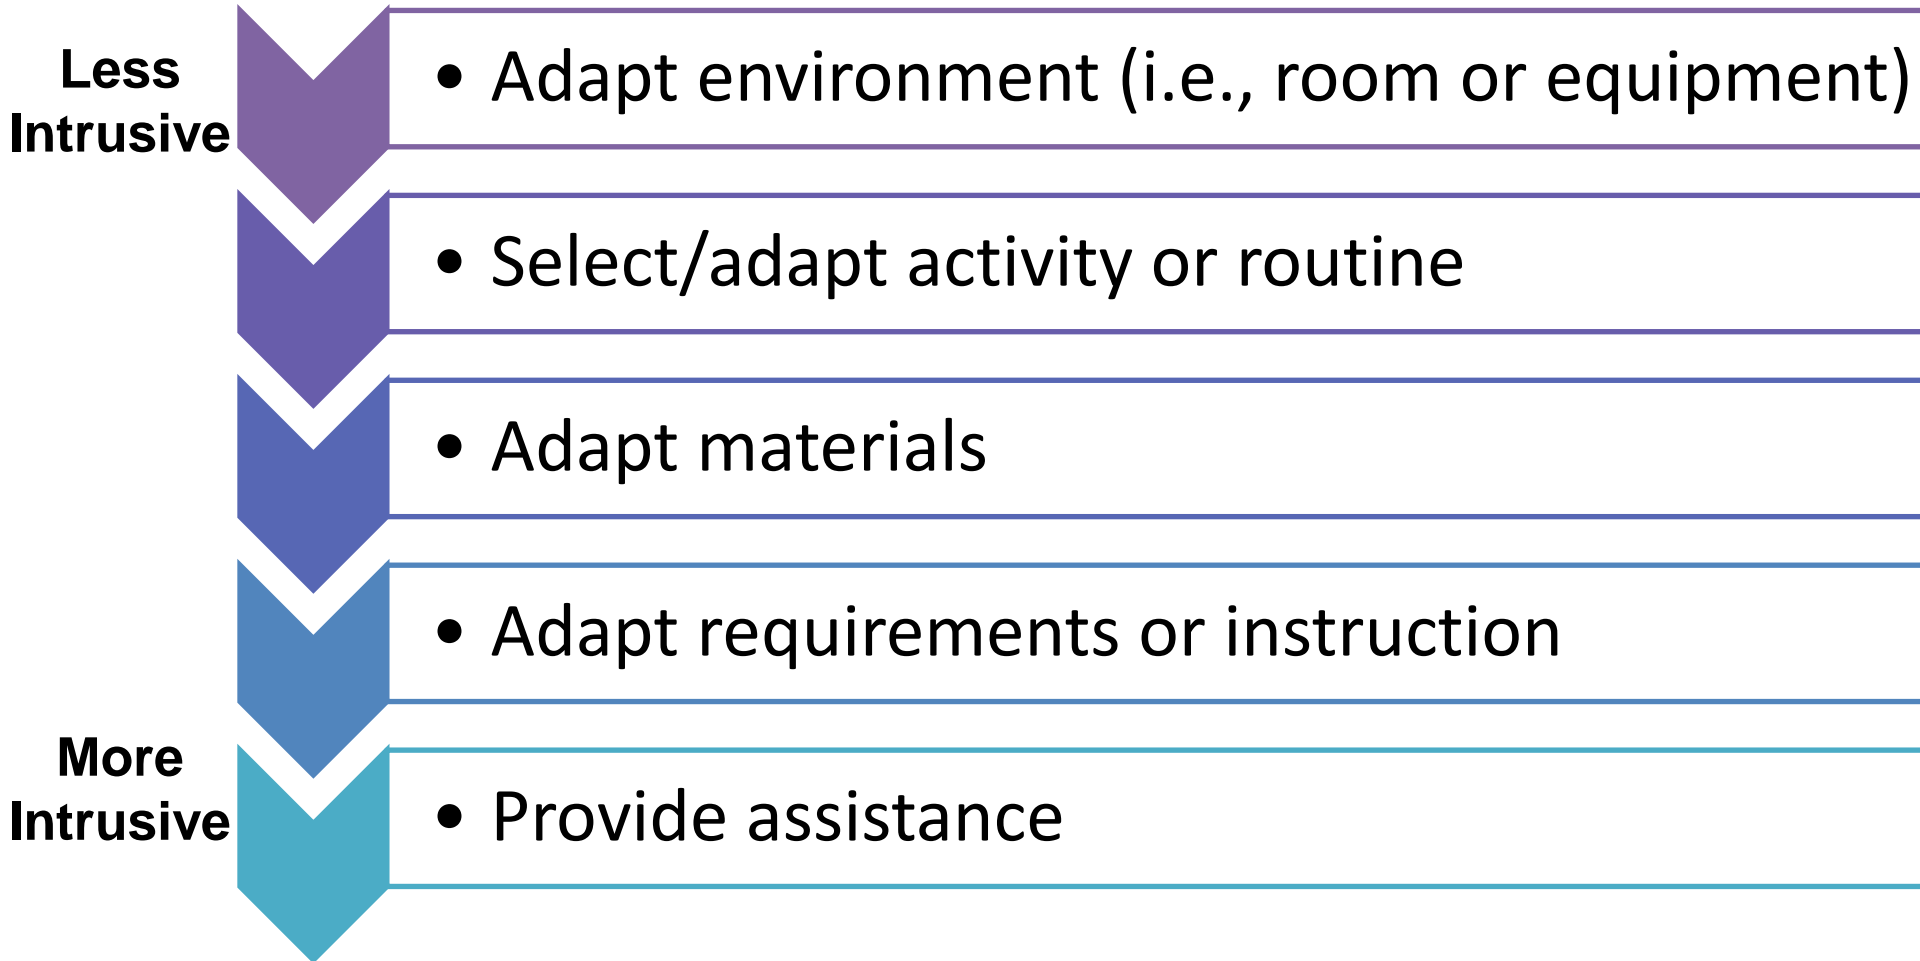 Less
Intrusive
• Adapt environment (i.e., room or equipment)
• Select/adapt activity or routine
• Adapt materials
• Adapt requirements or instruction
More
Intrusive
• Provide assistance